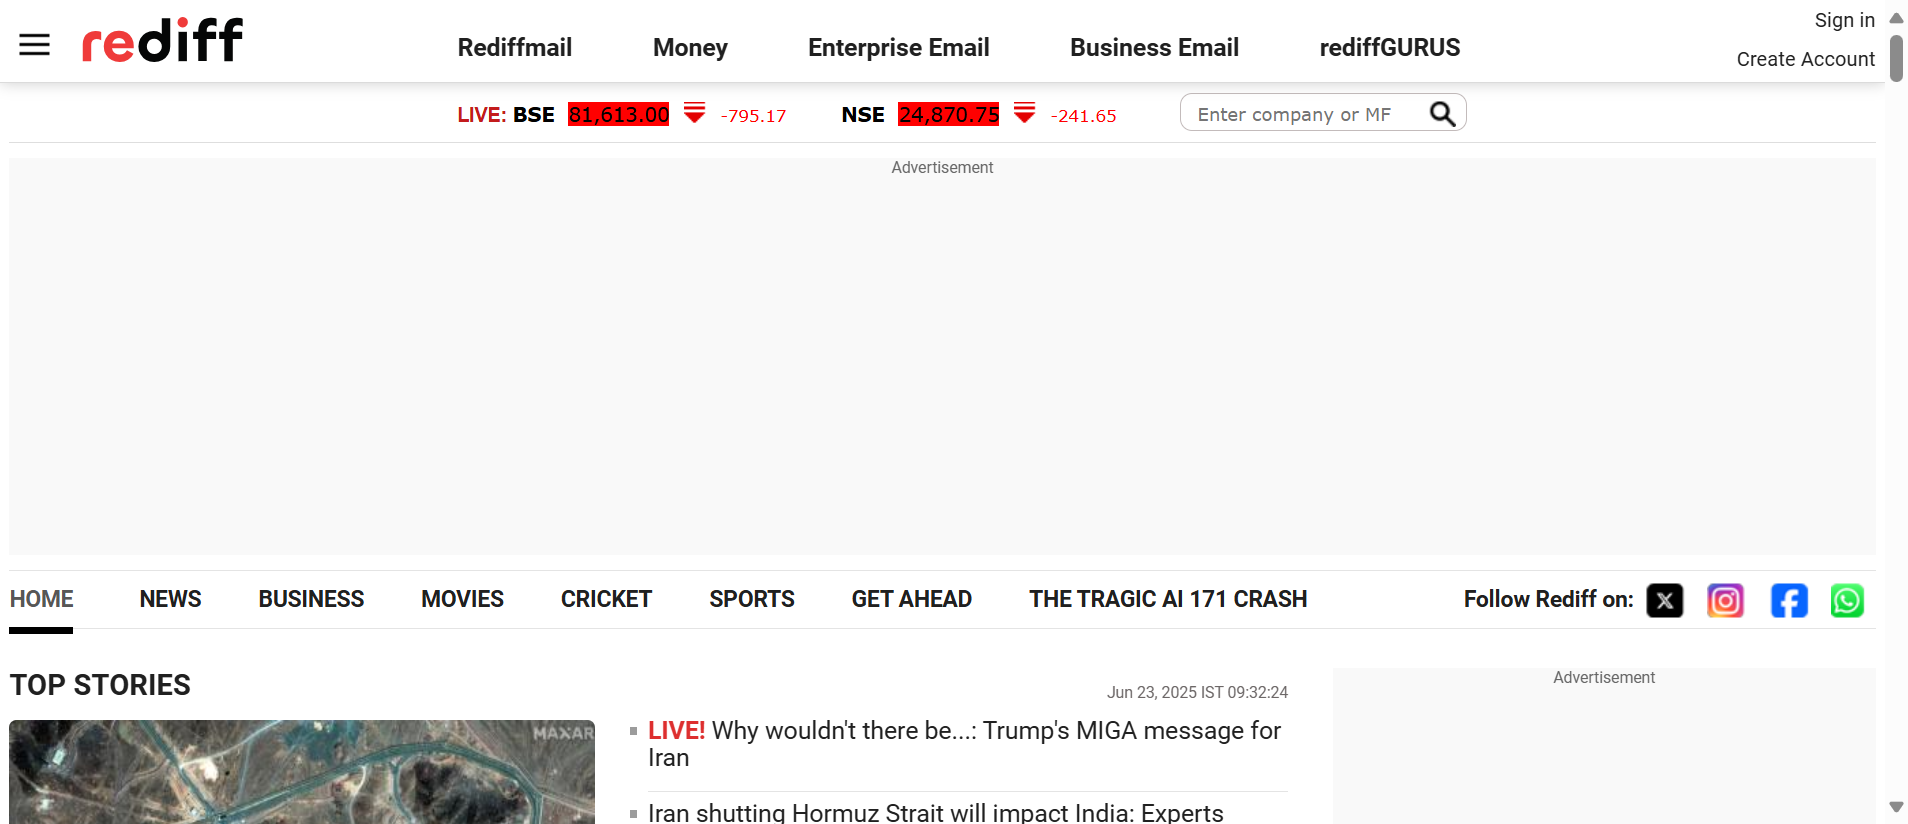 rediff
Rediffmail
Money
Enterprise Email
Business Email
rediffGURUS
Sign in
Create Account
LIVE: BSE 81,613.00 -795.17 NSE 24,870.75 -241.65
Enter company or MF
Advertisement
HOME
NEWS
BUSINESS
MOVIES
CRICKET
SPORTS
GET AHEAD
THE TRAGIC AI 171 CRASH
Follow Rediff on:
TOP STORIES
Jun 23, 2025 IST 09:32:24
Advertisement
MAXAR
LIVE! Why wouldn't there be...: Trump's MIGA message for
Iran
Iran shutting Hormuz Strait will impact India: Experts